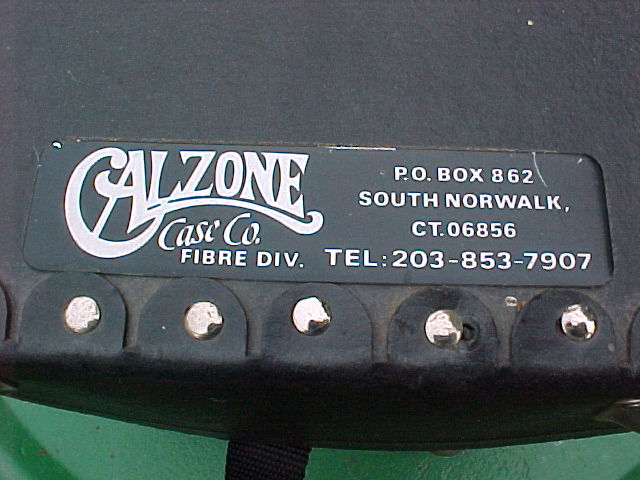 CALZONE
Case Co.
FIBRE DIV.
P.O. BOX 862
SOUTH NORWALK,
CT.06856
TEL:203-853-7907